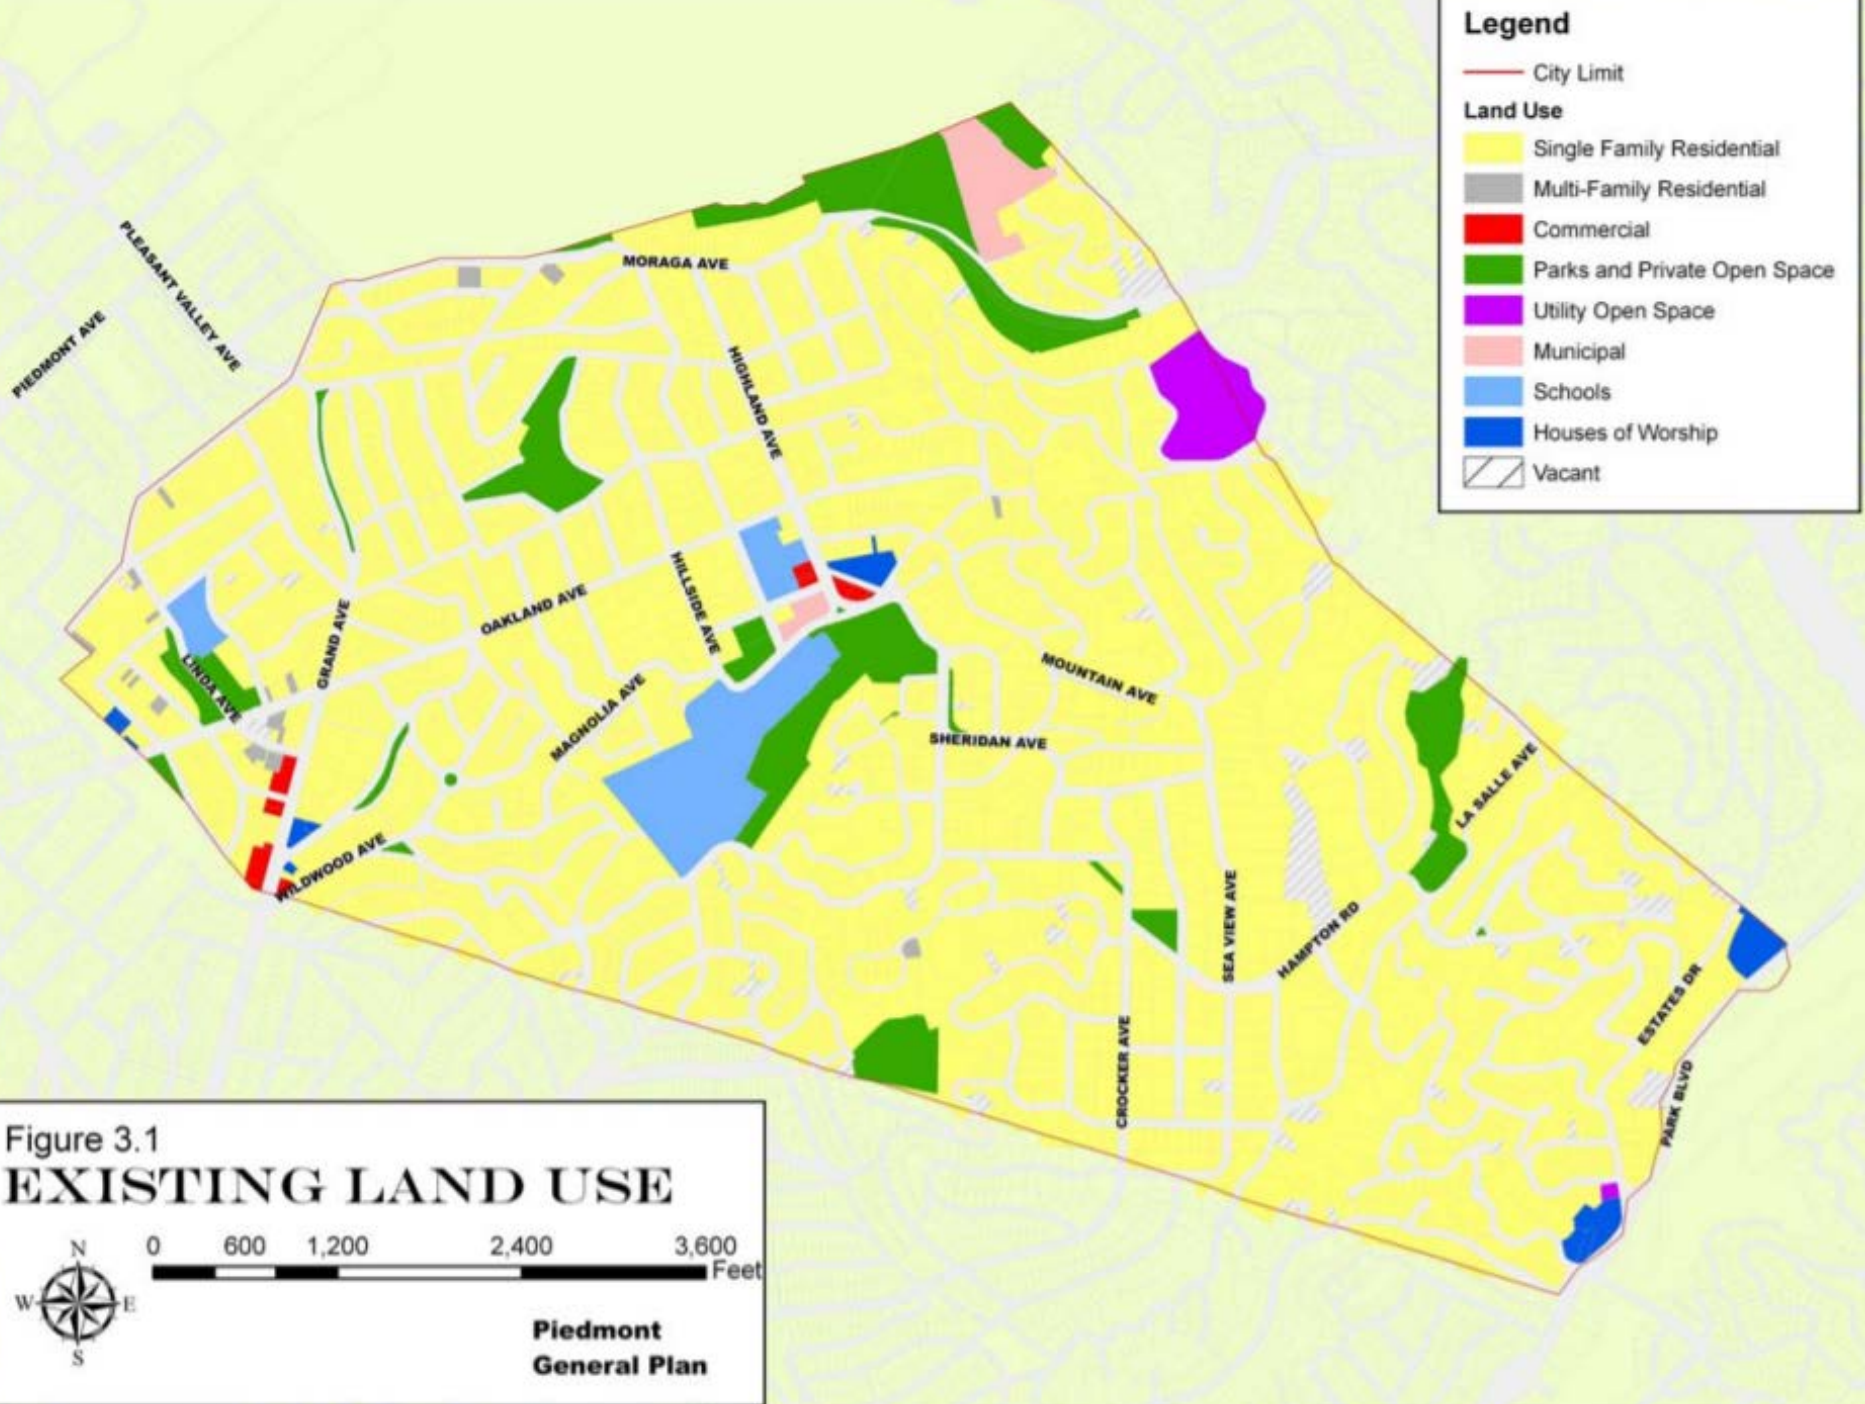 Legend
City Limit
Land Use
Single Family Residential
Multi-Family Residential
Commercial
Parks and Private Open Space
Utility Open Space
Municipal
Schools
Houses of Worship
Vacant
PLEASANT VALLEY AVE
PIEDMONT AVE
MORAGA AVE
HIGHLAND AVE
HILLSIDE AVE
OAKLAND AVE
GRAND AVE
LINDA AVE
MAGNOLIA AVE
MOUNTAIN AVE
SHERIDAN AVE
WILDWOOD AVE
LA SALLE AVE
SEA VIEW AVE
HAMPTON RD
CROCKER AVE
ESTATES DR
PARK BLVD
Figure 3.1
EXISTING LAND USE
N
W E
S
0 600 1,200 2,400 3,600
Feet
Piedmont
General Plan